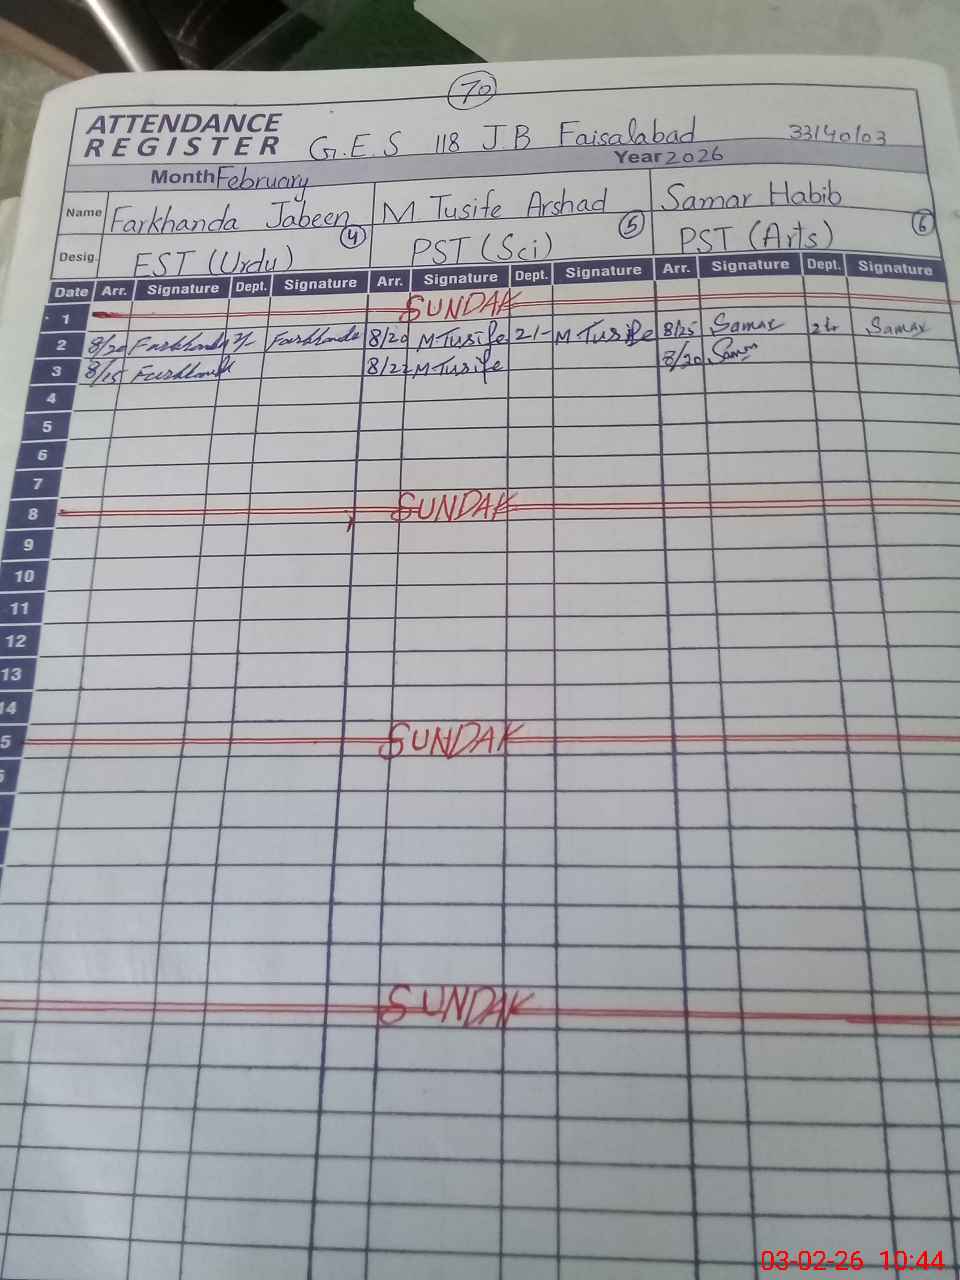 70
ATTENDANCE
REGISTER G.E.S 118 J.B Faisalabad 33140103
Month February Year 2026
Name Farkhanda Jabeen M Tusife Arshad Samar Habib
Desig. EST (Urdu) 4 PST (Sci) 5 PST (Arts) 6
Date Arr. Signature Dept. Signature Arr. Signature Dept. Signature Arr. Signature Dept. Signature
1 SUNDAY
2 8/20 Farkhanda 2/- Farkhanda 8/20 M Tusife 2/- M Tusife 8/25 Samar Samar
3 8/15 Farkhanda 8/22 M Tusife 8/20 Samar
4
5
6
7
8 SUNDAY
9
10
11
12
13
14
5 SUNDAY
SUNDAY
03-02-26 10:44